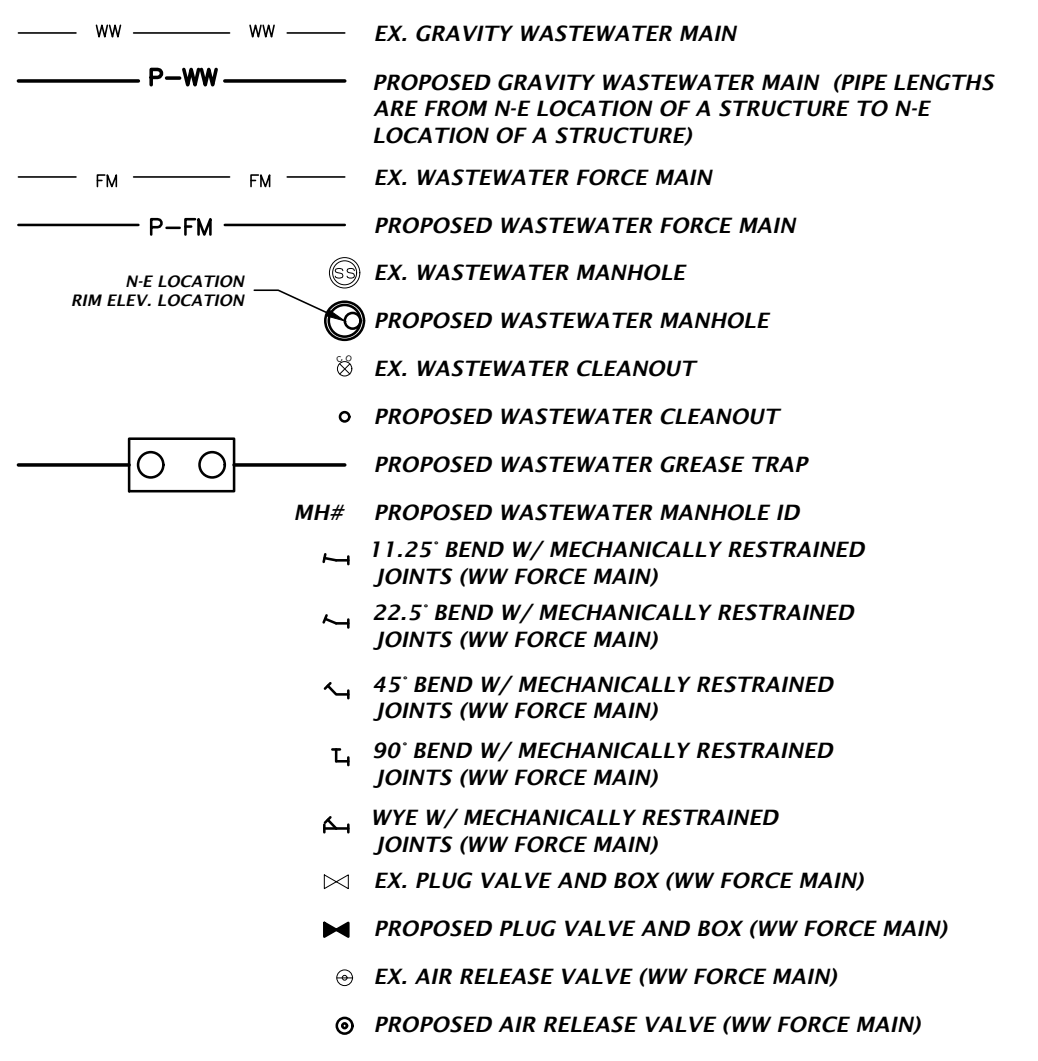 WW WW EX. GRAVITY WASTEWATER MAIN
P-WW PROPOSED GRAVITY WASTEWATER MAIN (PIPE LENGTHS
ARE FROM N-E LOCATION OF A STRUCTURE TO N-E
LOCATION OF A STRUCTURE)
FM FM EX. WASTEWATER FORCE MAIN
P-FM PROPOSED WASTEWATER FORCE MAIN
SS EX. WASTEWATER MANHOLE
N-E LOCATION
RIM ELEV. LOCATION
PROPOSED WASTEWATER MANHOLE
CO EX. WASTEWATER CLEANOUT
PROPOSED WASTEWATER CLEANOUT
PROPOSED WASTEWATER GREASE TRAP
MH# PROPOSED WASTEWATER MANHOLE ID
11.25° BEND W/ MECHANICALLY RESTRAINED
JOINTS (WW FORCE MAIN)
22.5° BEND W/ MECHANICALLY RESTRAINED
JOINTS (WW FORCE MAIN)
45° BEND W/ MECHANICALLY RESTRAINED
JOINTS (WW FORCE MAIN)
90° BEND W/ MECHANICALLY RESTRAINED
JOINTS (WW FORCE MAIN)
WYE W/ MECHANICALLY RESTRAINED
JOINTS (WW FORCE MAIN)
EX. PLUG VALVE AND BOX (WW FORCE MAIN)
PROPOSED PLUG VALVE AND BOX (WW FORCE MAIN)
EX. AIR RELEASE VALVE (WW FORCE MAIN)
PROPOSED AIR RELEASE VALVE (WW FORCE MAIN)